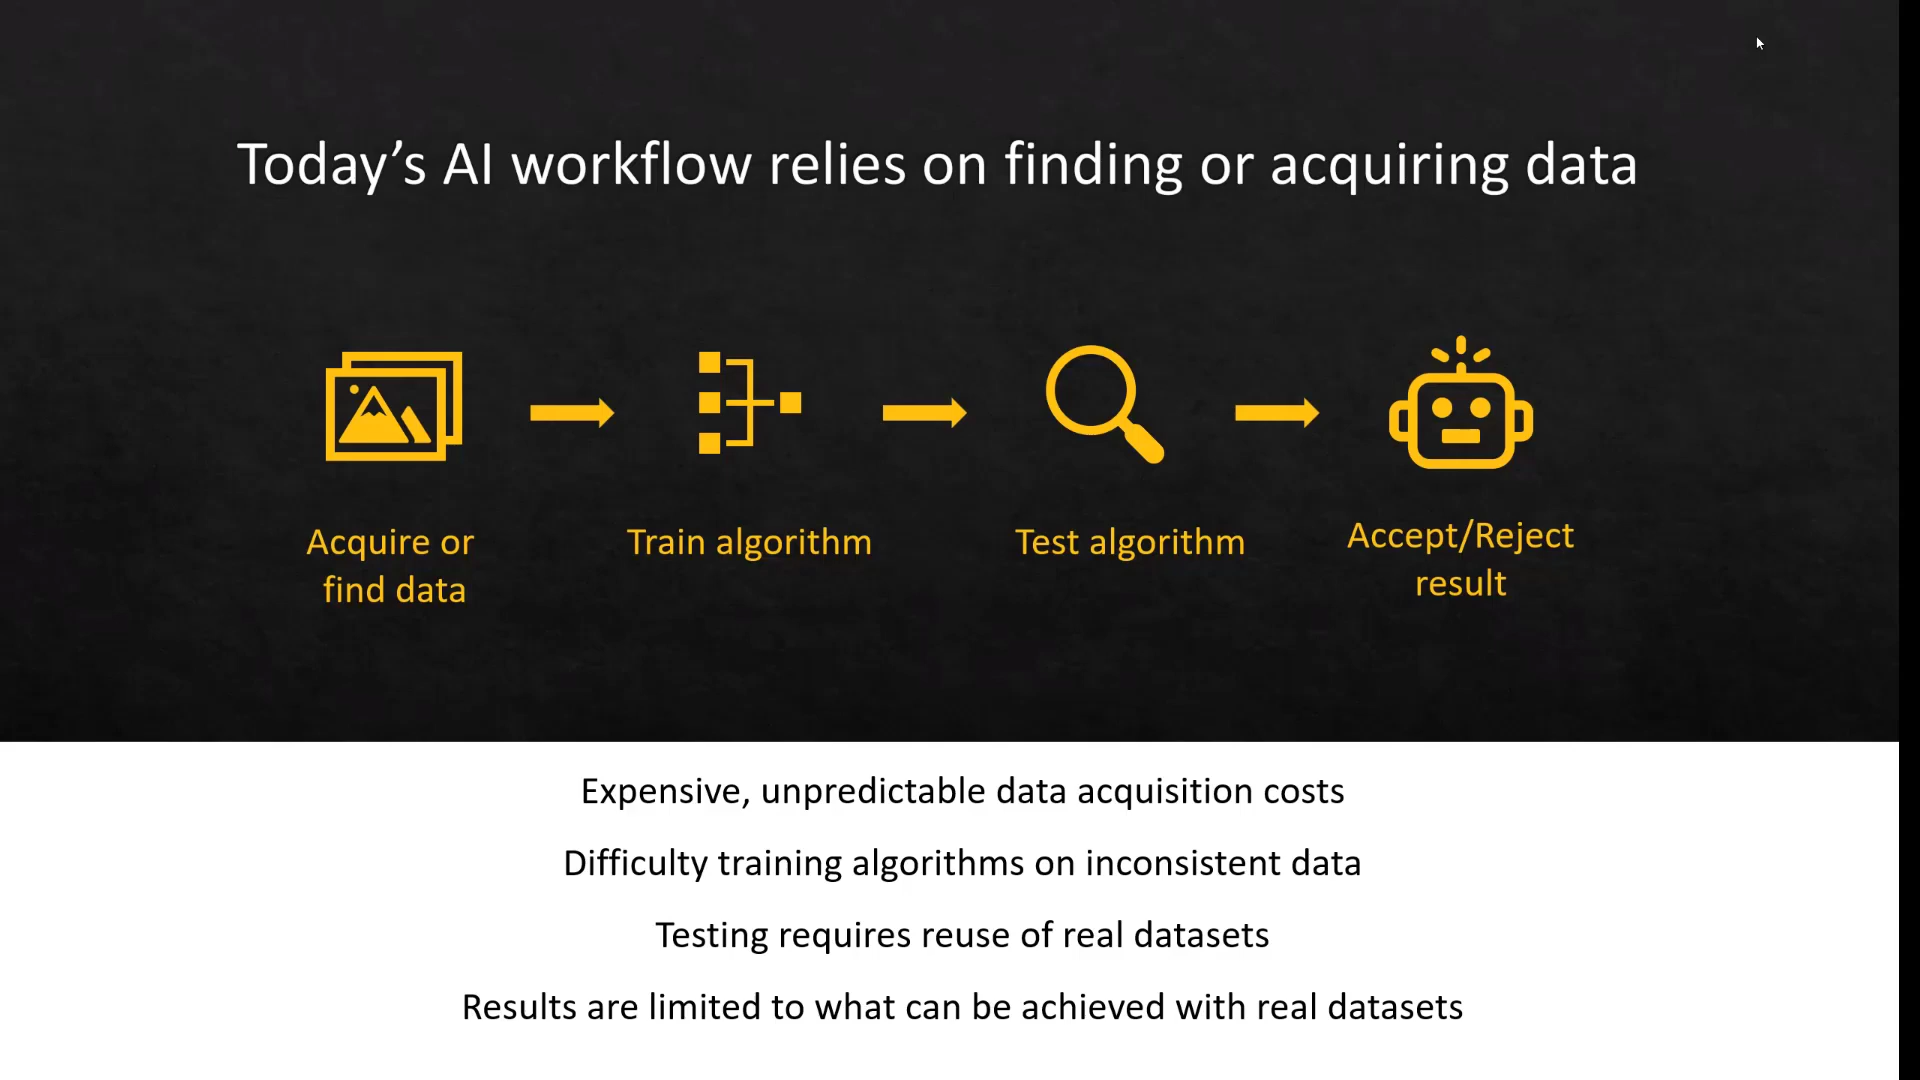 Today’s AI workflow relies on finding or acquiring data
Acquire or
find data
Train algorithm
Test algorithm
Accept/Reject
result
Expensive, unpredictable data acquisition costs
Difficulty training algorithms on inconsistent data
Testing requires reuse of real datasets
Results are limited to what can be achieved with real datasets